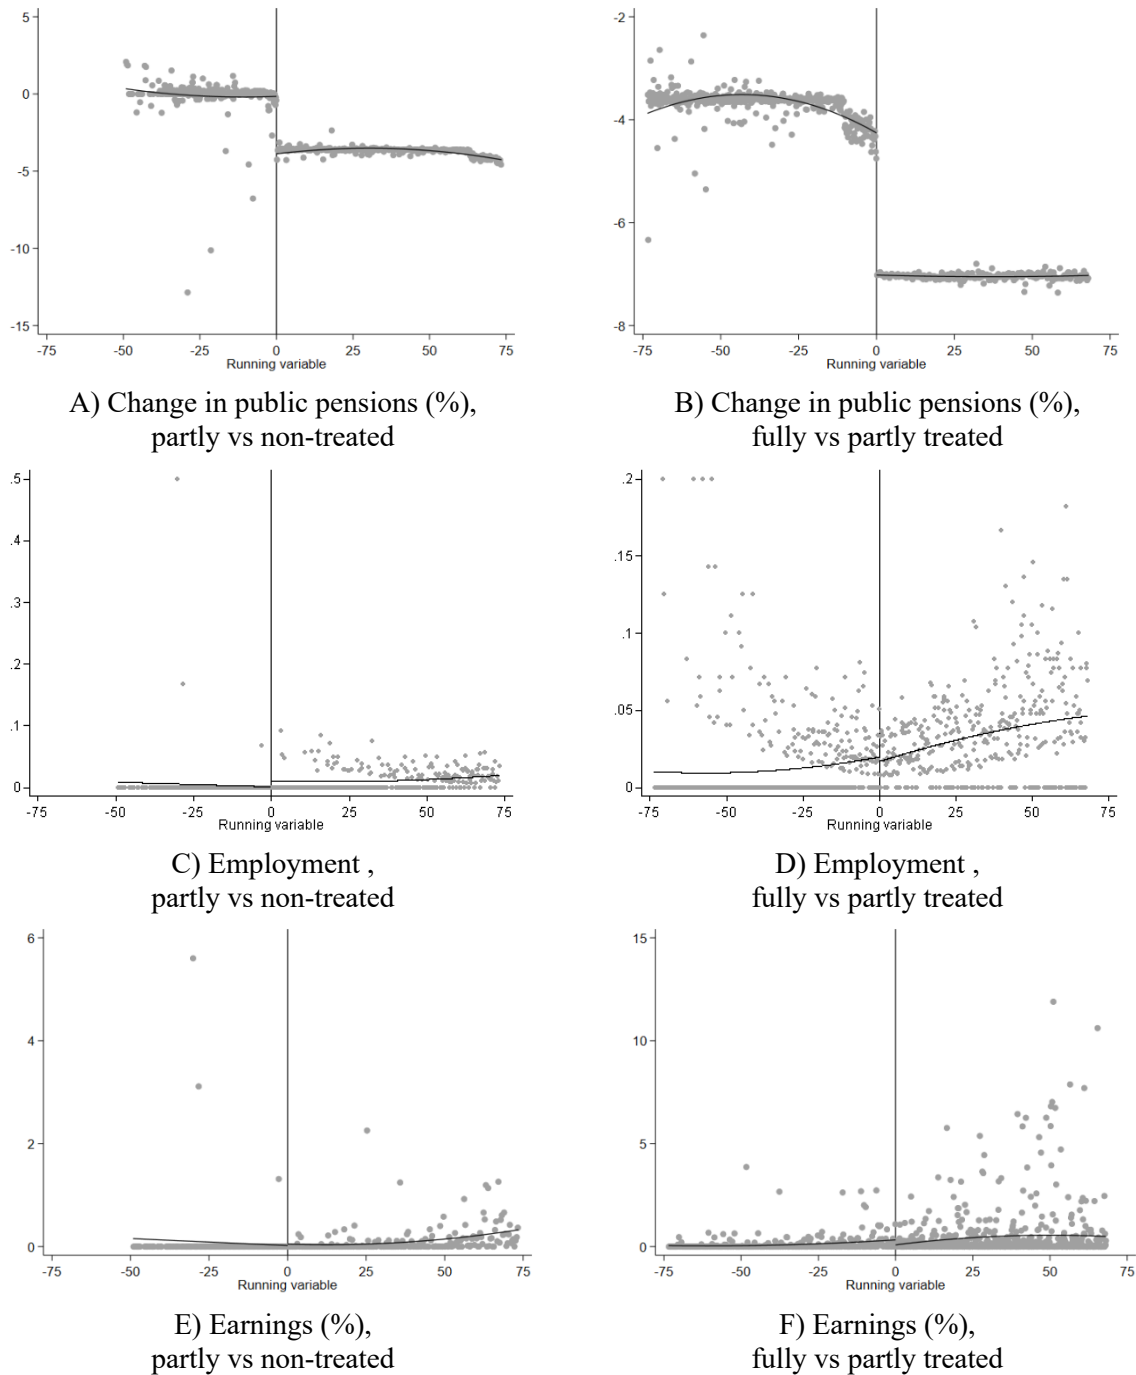 5
0
-5
-10
-15
-75 -50 -25 0 25 50 75
Running variable
A) Change in public pensions (%),
partly vs non-treated
-2
-4
-6
-8
-75 -50 -25 0 25 50 75
Running variable
B) Change in public pensions (%),
fully vs partly treated
.5
.4
.3
.2
.1
0
-75 -50 -25 0 25 50 75
Running variable
C) Employment ,
partly vs non-treated
.2
.15
.1
.05
0
-75 -50 -25 0 25 50 75
Running variable
D) Employment ,
fully vs partly treated
6
4
2
0
-75 -50 -25 0 25 50 75
Running variable
E) Earnings (%),
partly vs non-treated
15
10
5
0
-75 -50 -25 0 25 50 75
Running variable
F) Earnings (%),
fully vs partly treated